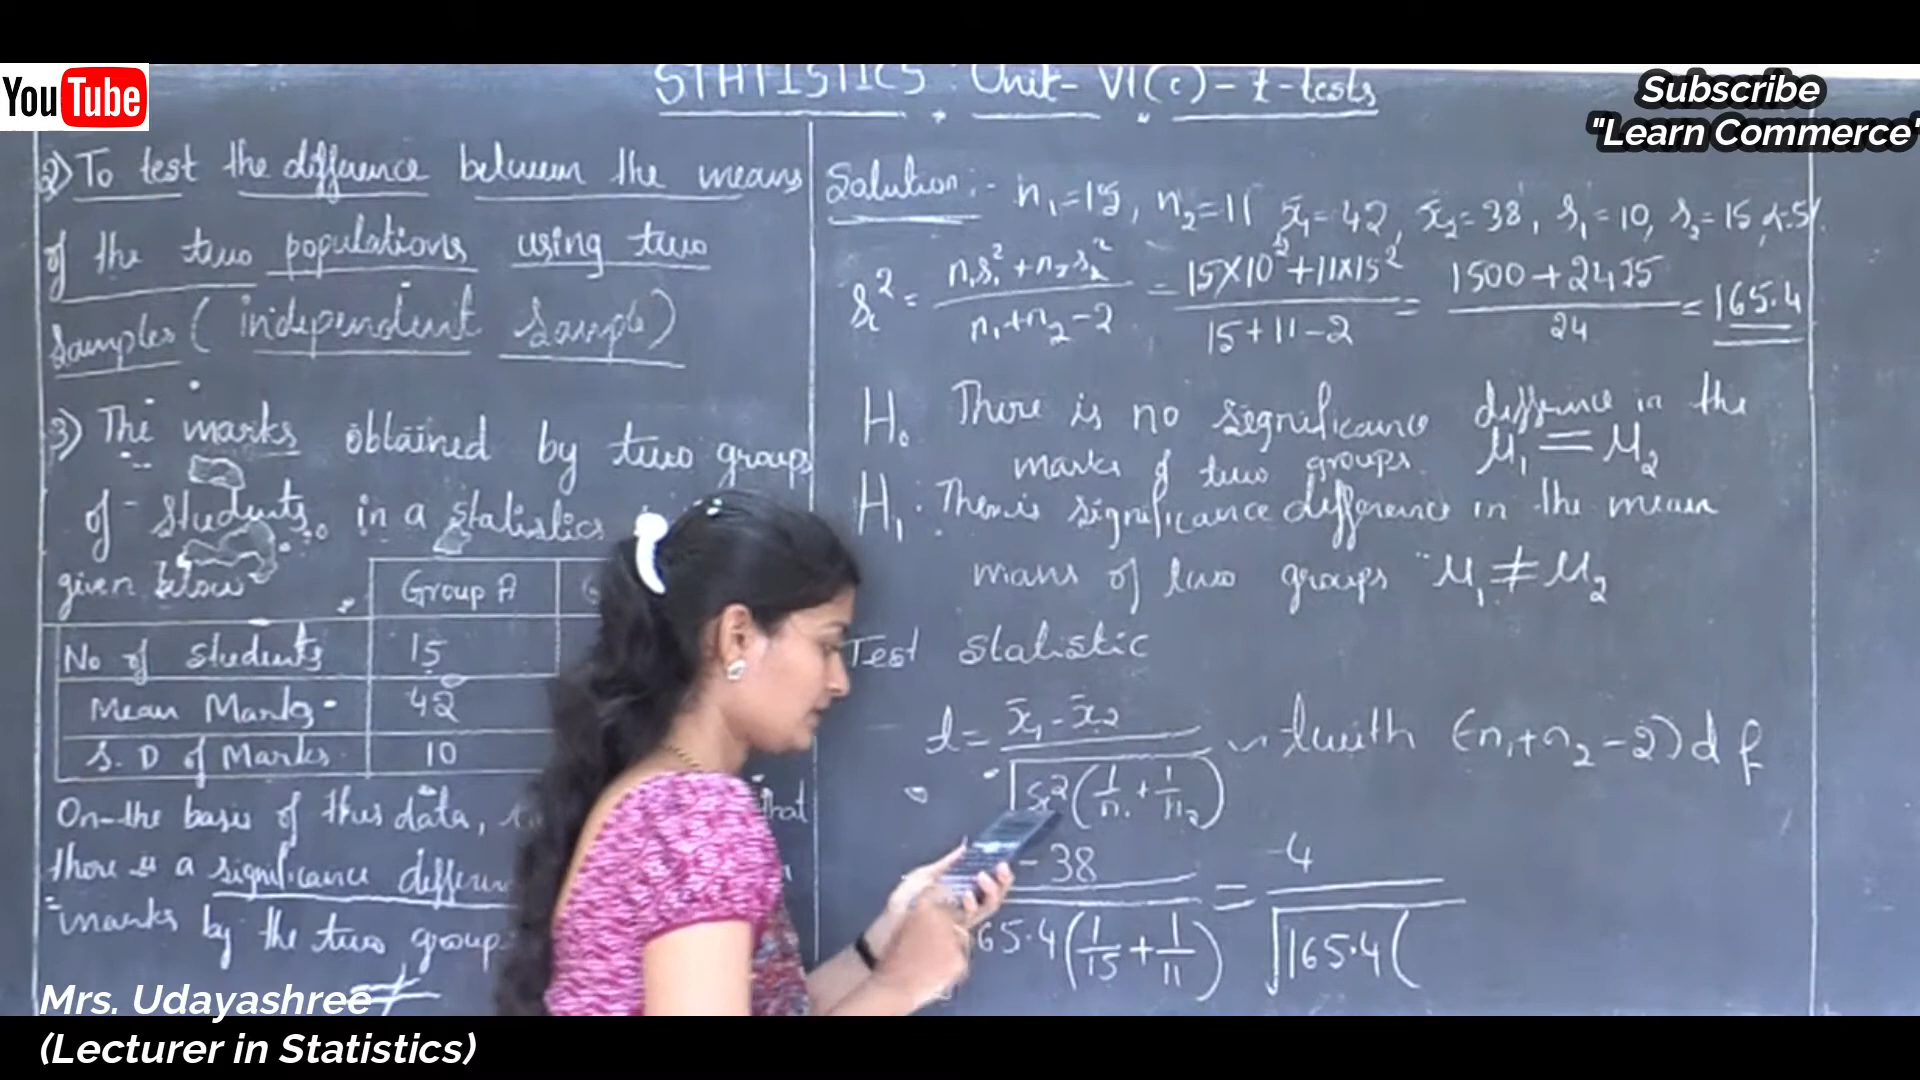 YouTube
Subscribe
"Learn Commerce"
STATISTICS : Unit- VI(c) - t-tests
2) To test the difference between the means
of the two populations using two
Samples ( independent Sample)
3) The marks obtained by two groups
of students in a statistics
given below
Group A
No of students 15
Mean Marks 42
S. D of Marks 10
On the basis of this data, that
there is a significance
marks by the two group
Solution:- n₁=15, n₂=11 x̄₁=42, x̄₂=38, s₁=10, s₂=15, α=5%
s² = (n₁s₁² + n₂s₂²)/(n₁+n₂-2) = (15×10²+11×15²)/(15+11-2) = (1500+2475)/24 = 165.4
H₀ There is no significance difference in the
marks of two groups. μ₁ = μ₂
H₁: There is significance difference in the mean
of two groups μ₁ ≠ μ₂
Test statistic
t = (x̄₁ - x̄₂)/√(s²(1/n₁ + 1/n₂)) ~ t with (n₁+n₂-2) d f
- 38/65.4(1/15 + 1/11) = 4/√165.4(
Mrs. Udayashree
(Lecturer in Statistics)